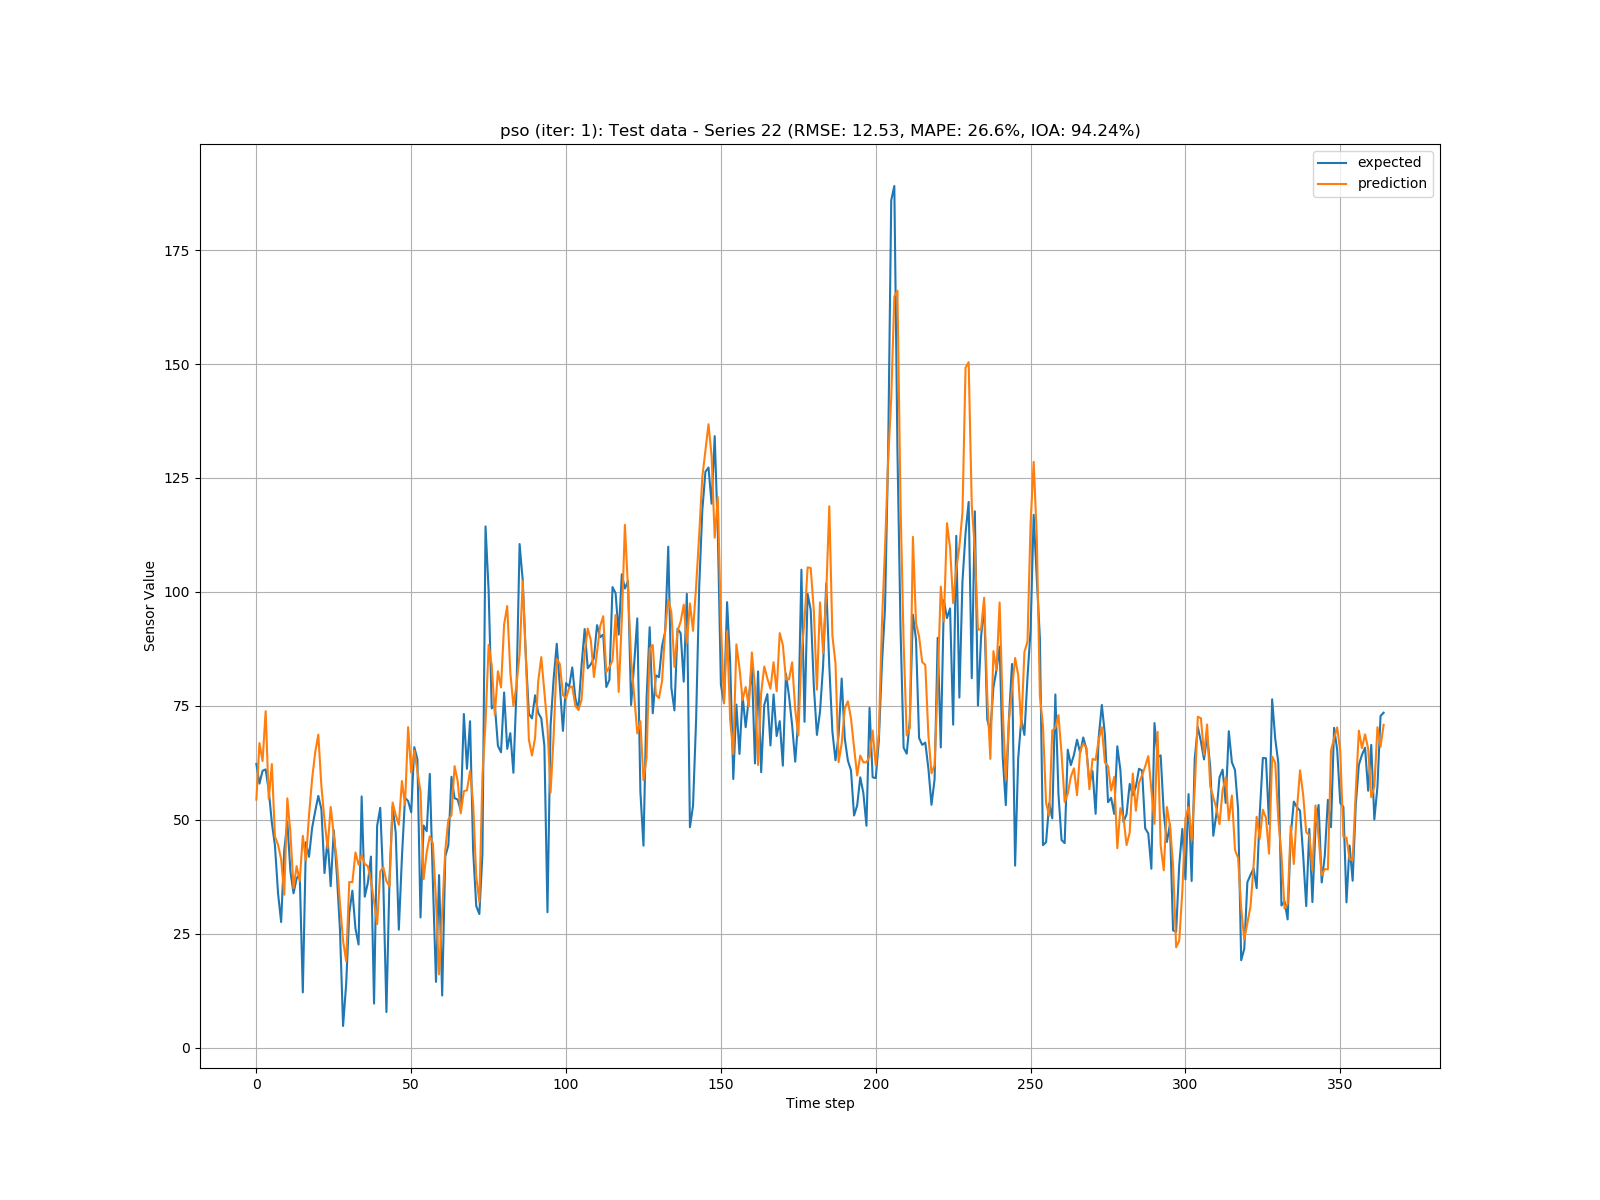 pso (iter: 1): Test data - Series 22 (RMSE: 12.53, MAPE: 26.6%, IOA: 94.24%)
expected
prediction
175
150
125
100
75
50
25
0
Sensor Value
0 50 100 150 200 250 300 350
Time step